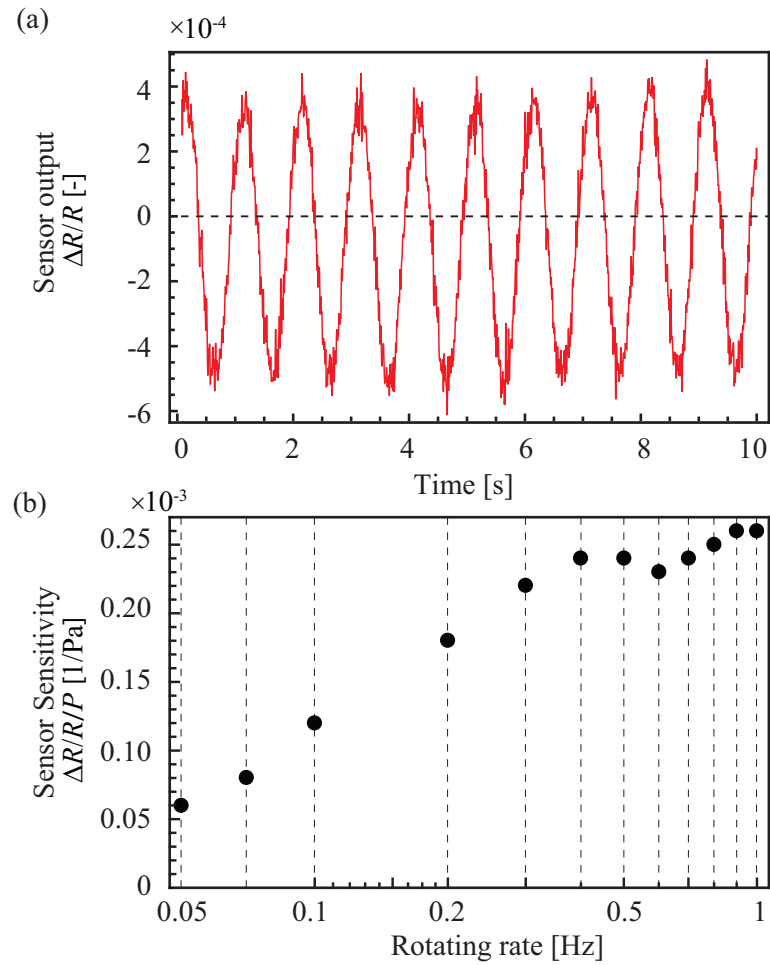 (a)
×10⁻⁴
4
2
0
-2
-4
-6
Sensor output
ΔR/R [-]
0 2 4 6 8 10
Time [s]
(b)
×10⁻³
0.25
0.20
0.15
0.10
0.05
0
Sensor Sensitivity
ΔR/R/P [1/Pa]
0.05 0.1 0.2 0.5 1
Rotating rate [Hz]